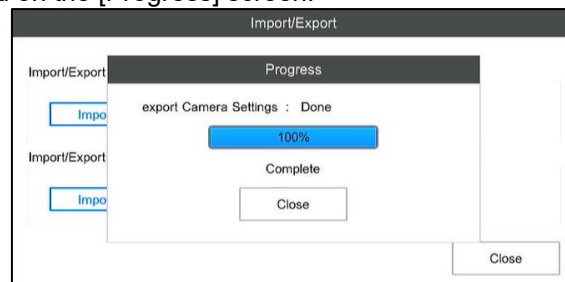 on the [Progress] screen.
Import/Export
Import/Export
Progress
Impo
export Camera Settings : Done
100%
Import/Export
Complete
Impo
Close
Close